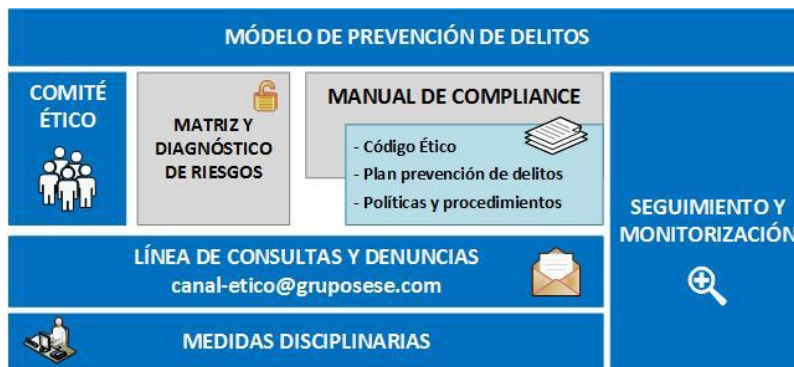 MÓDELO DE PREVENCIÓN DE DELITOS
COMITÉ
ÉTICO
MATRIZ Y
DIAGNÓSTICO
DE RIESGOS
MANUAL DE COMPLIANCE
- Código Ético
- Plan prevención de delitos
- Políticas y procedimientos
SEGUIMIENTO Y
MONITORIZACIÓN
LÍNEA DE CONSULTAS Y DENUNCIAS
canal-etico@gruposese.com
MEDIDAS DISCIPLINARIAS